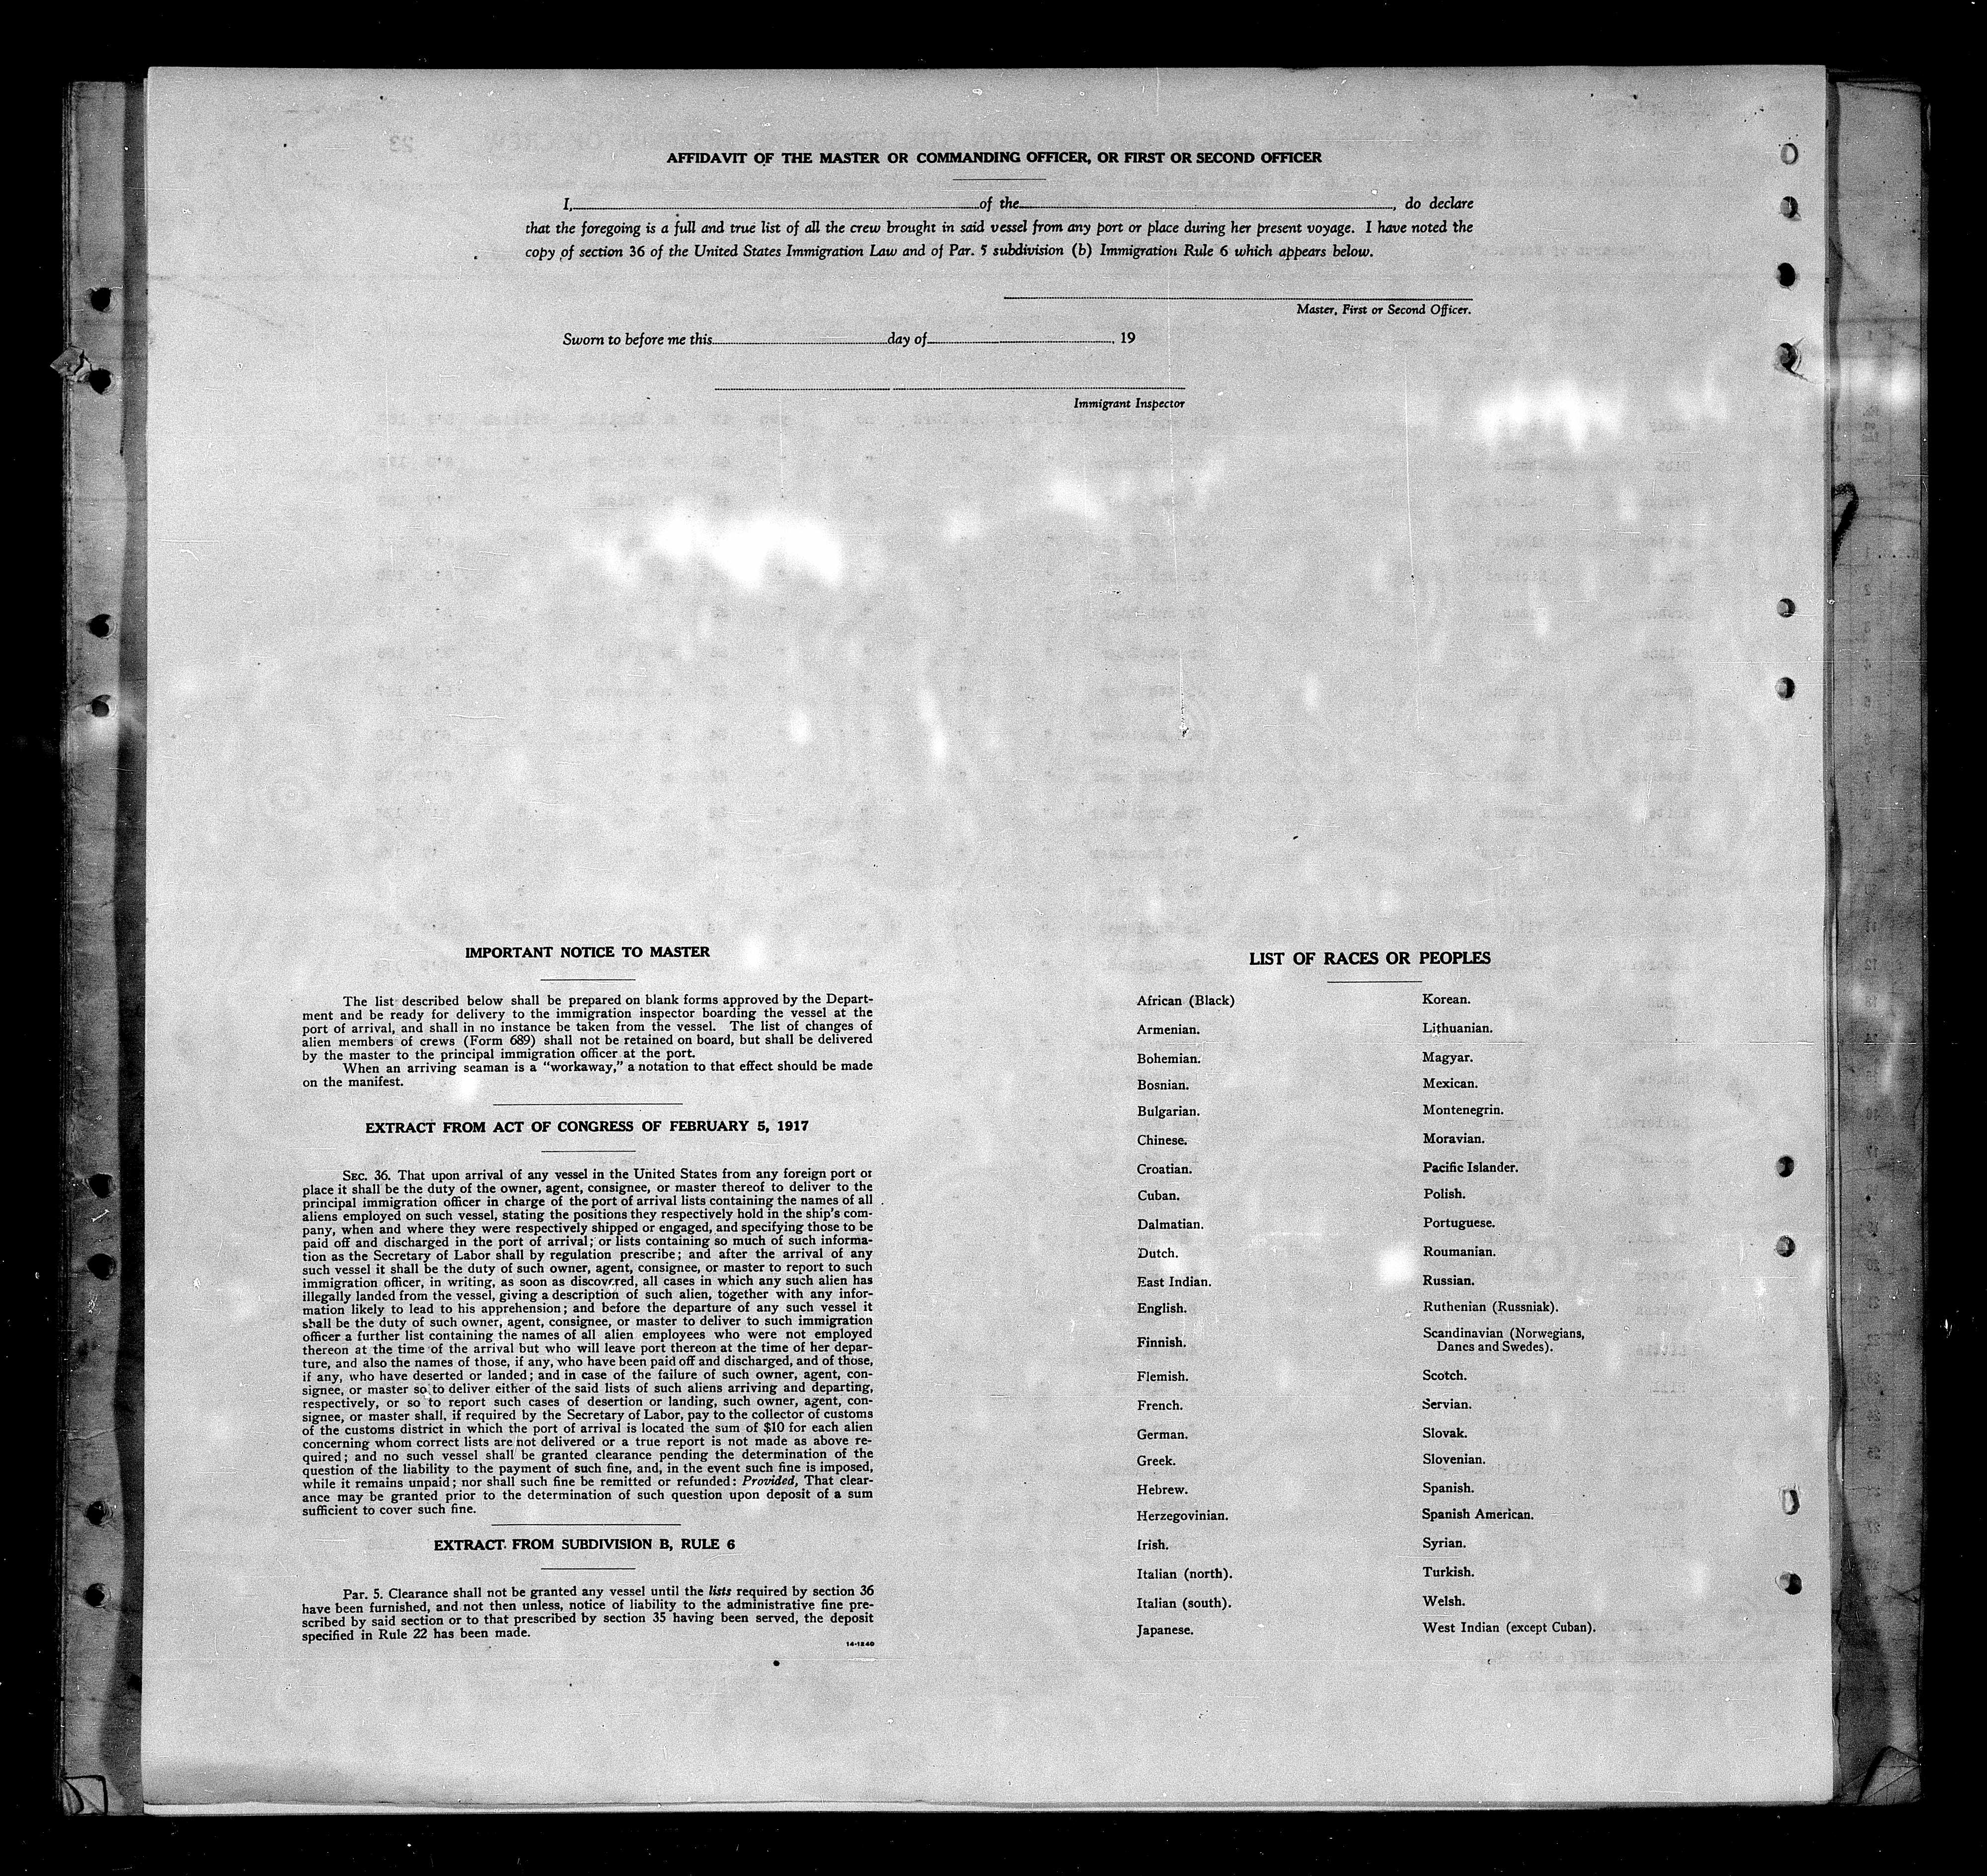 AFFIDAVIT OF THE MASTER OR COMMANDING OFFICER, OR FIRST OR SECOND OFFICER
I, of the , do declare
that the foregoing is a full and true list of all the crew brought in said vessel from any port or place during her present voyage. I have noted the
copy of section 36 of the United States Immigration Law and of Par. 5 subdivision (b) Immigration Rule 6 which appears below.
Master, First or Second Officer.
Sworn to before me this day of , 19
Immigrant Inspector
IMPORTANT NOTICE TO MASTER
The list described below shall be prepared on blank forms approved by the Depart-
ment and be ready for delivery to the immigration inspector boarding the vessel at the
port of arrival, and shall in no instance be taken from the vessel. The list of changes of
alien members of crews (Form 689) shall not be retained on board, but shall be delivered
by the master to the principal immigration officer at the port.
When an arriving seaman is a "workaway," a notation to that effect should be made
on the manifest.
EXTRACT FROM ACT OF CONGRESS OF FEBRUARY 5, 1917
SEC. 36. That upon arrival of any vessel in the United States from any foreign port or
place it shall be the duty of the owner, agent, consignee, or master thereof to deliver to the
principal immigration officer in charge of the port of arrival lists containing the names of all
aliens employed on such vessel, stating the positions they respectively hold in the ship's com-
pany, when and where they were respectively shipped or engaged, and specifying those to be
paid off and discharged in the port of arrival; or lists containing so much of such informa-
tion as the Secretary of Labor shall by regulation prescribe; and after the arrival of any
such vessel it shall be the duty of such owner, agent, consignee, or master to report to such
immigration officer, in writing, as soon as discovered, all cases in which any such alien has
illegally landed from the vessel, giving a description of such alien, together with any infor-
mation likely to lead to his apprehension; and before the departure of any such vessel it
shall be the duty of such owner, agent, consignee, or master to deliver to such immigration
officer a further list containing the names of all alien employees who were not employed
thereon at the time of the arrival but who will leave port thereon at the time of her depar-
ture, and also the names of those, if any, who have been paid off and discharged, and of those,
if any, who have deserted or landed; and in case of the failure of such owner, agent, con-
signee, or master so to deliver either of the said lists of such aliens arriving and departing,
respectively, or so to report such cases of desertion or landing, such owner, agent, con-
signee, or master shall, if required by the Secretary of Labor, pay to the collector of customs
of the customs district in which the port of arrival is located the sum of $10 for each alien
concerning whom correct lists are not delivered or a true report is not made as above re-
quired; and no such vessel shall be granted clearance pending the determination of the
question of the liability to the payment of such fine, and, in the event such fine is imposed,
while it remains unpaid; nor shall such fine be remitted or refunded: Provided, That clear-
ance may be granted prior to the determination of such question upon deposit of a sum
sufficient to cover such fine.
EXTRACT FROM SUBDIVISION B, RULE 6
Par. 5. Clearance shall not be granted any vessel until the lists required by section 36
have been furnished, and not then unless, notice of liability to the administrative fine pre-
scribed by said section or to that prescribed by section 35 having been served, the deposit
specified in Rule 22 has been made.
14-1240
LIST OF RACES OR PEOPLES
African (Black)
Armenian.
Bohemian.
Bosnian.
Bulgarian.
Chinese.
Croatian.
Cuban.
Dalmatian.
Dutch.
East Indian.
English.
Finnish.
Flemish.
French.
German.
Greek.
Hebrew.
Herzegovinian.
Irish.
Italian (north).
Italian (south).
Japanese.
Korean.
Lithuanian.
Magyar.
Mexican.
Montenegrin.
Moravian.
Pacific Islander.
Polish.
Portuguese.
Roumanian.
Russian.
Ruthenian (Russniak).
Scandinavian (Norwegians,
Danes and Swedes).
Scotch.
Servian.
Slovak.
Slovenian.
Spanish.
Spanish American.
Syrian.
Turkish.
Welsh.
West Indian (except Cuban).